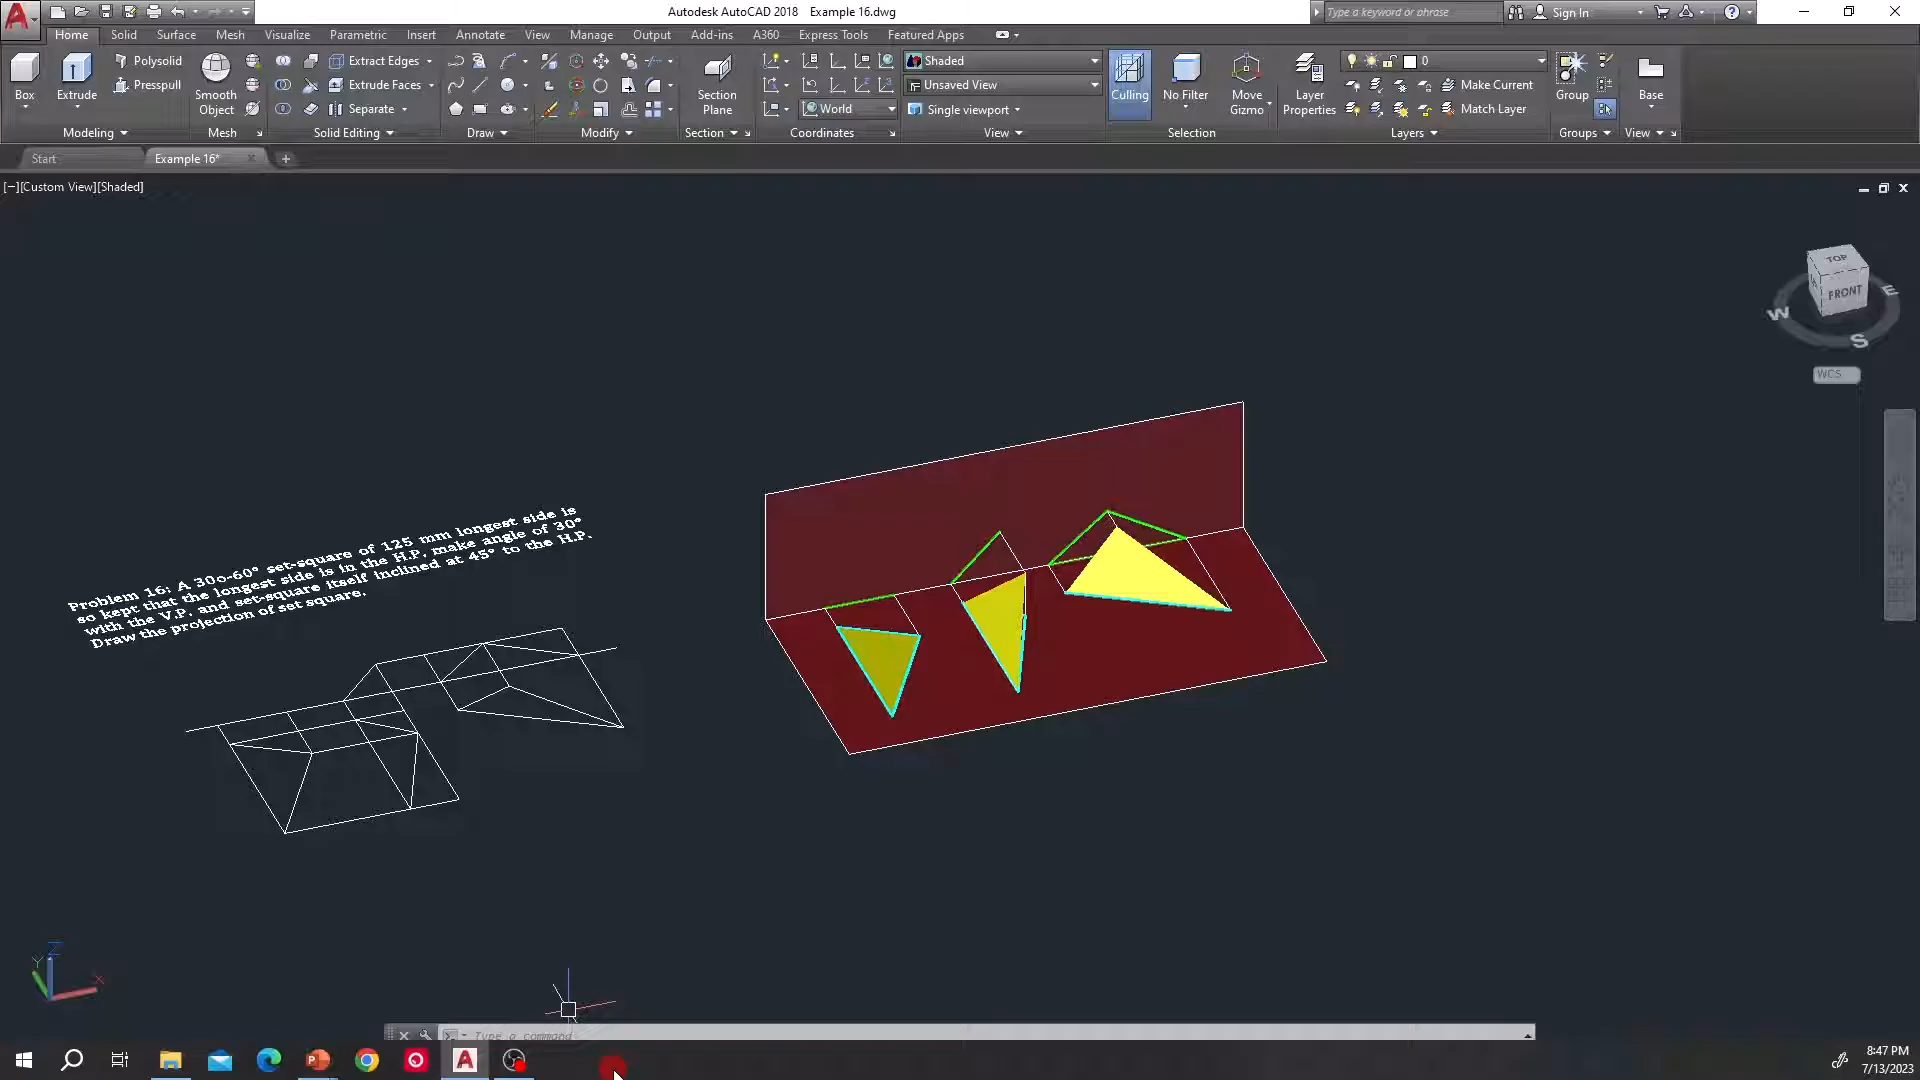 Autodesk AutoCAD 2018 Example 16.dwg
Type a keyword or phrase
Sign In
Home Solid Surface Mesh Visualize Parametric Insert Annotate View Manage Output Add-ins A360 Express Tools Featured Apps
Box
Extrude
Polysolid
Presspull
Modeling
Smooth Object
Mesh
Extract Edges
Extrude Faces
Separate
Solid Editing
Draw
Modify
Section Plane
Section
World
Coordinates
Shaded
Unsaved View
Single viewport
View
Culling
No Filter
Move Gizmo
Selection
Layer Properties
0
Make Current
Match Layer
Layers
Group
Groups
Base
View
Start
Example 16*
[−][Custom View][Shaded]
TOP
FRONT
W
S
E
WCS
Problem 16: A 30o-60° set-square of 125 mm longest side is
so kept that the longest side is in the H.P. make angle of 30°
with the V.P. and set-square itself inclined at 45° to the H.P.
Draw the projection of set square.
Z
Y
X
Type a command
8:47 PM
7/13/2023